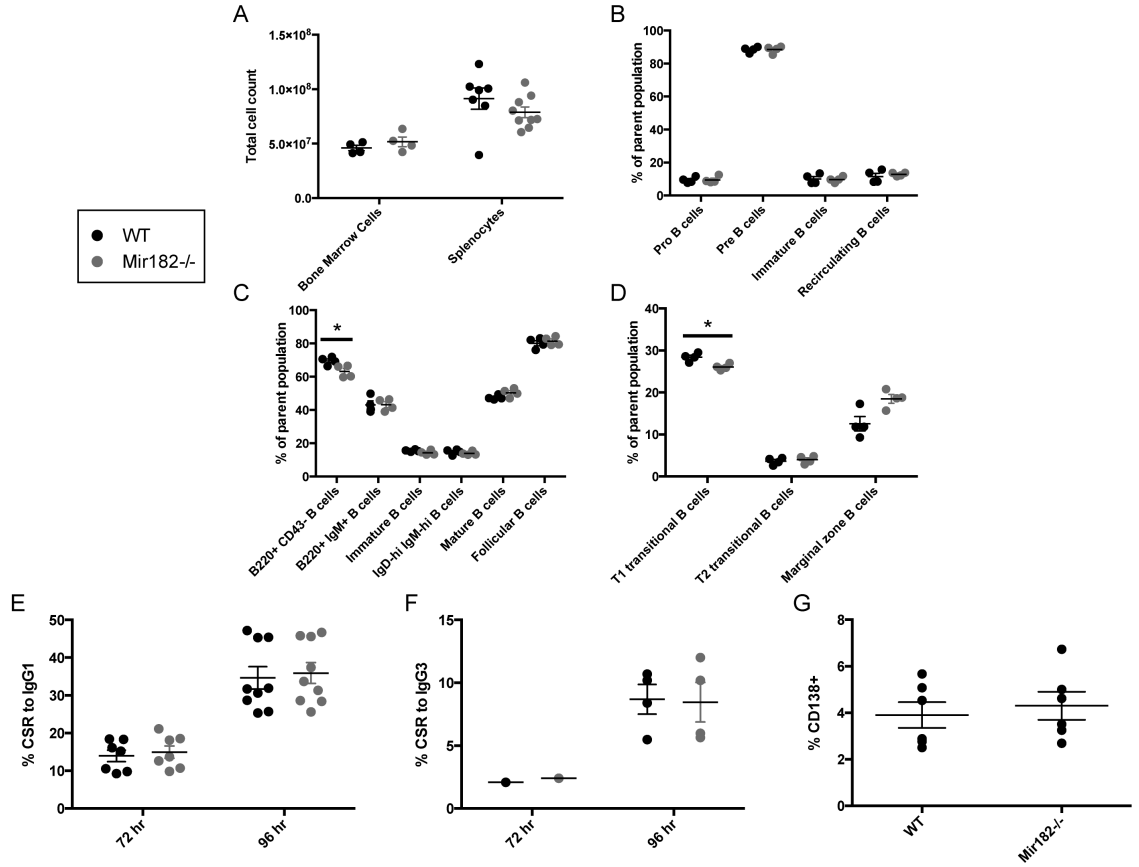 A
1.5×10⁸
1.0×10⁸
5.0×10⁷
0.0
Total cell count
Bone Marrow Cells
Splenocytes
B
100
80
60
40
20
0
% of parent population
Pro B cells
Pre B cells
Immature B cells
Recirculating B cells
WT
Mir182-/-
C
100
80
60
40
20
0
% of parent population
*
B220+ CD43- B cells
B220+ IgM+ B cells
Immature B cells
IgD-hi IgM-hi B cells
Mature B cells
Follicular B cells
D
40
30
20
10
0
% of parent population
*
T1 transitional B cells
T2 transitional B cells
Marginal zone B cells
E
50
40
30
20
10
0
% CSR to IgG1
72 hr
96 hr
F
15
10
5
0
% CSR to IgG3
72 hr
96 hr
G
8
6
4
2
0
% CD138+
WT
Mir182-/-